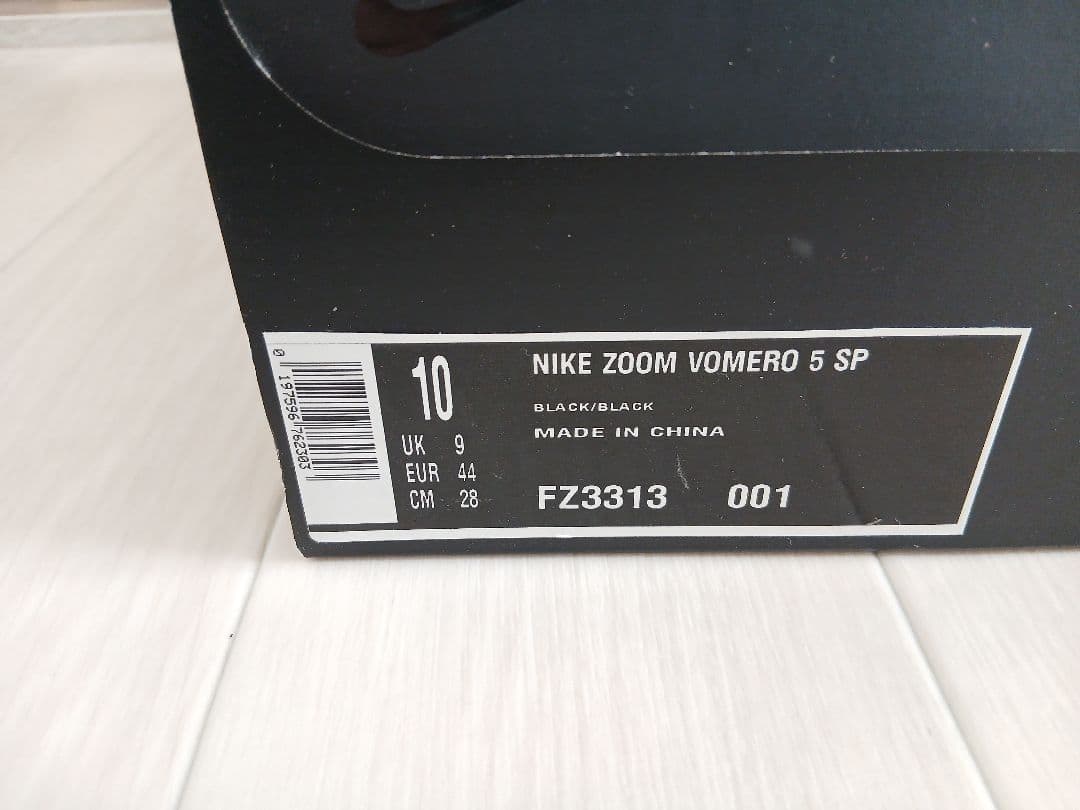 0 197596 762303
10
UK 9
EUR 44
CM 28
NIKE ZOOM VOMERO 5 SP
BLACK/BLACK
MADE IN CHINA
FZ3313 001